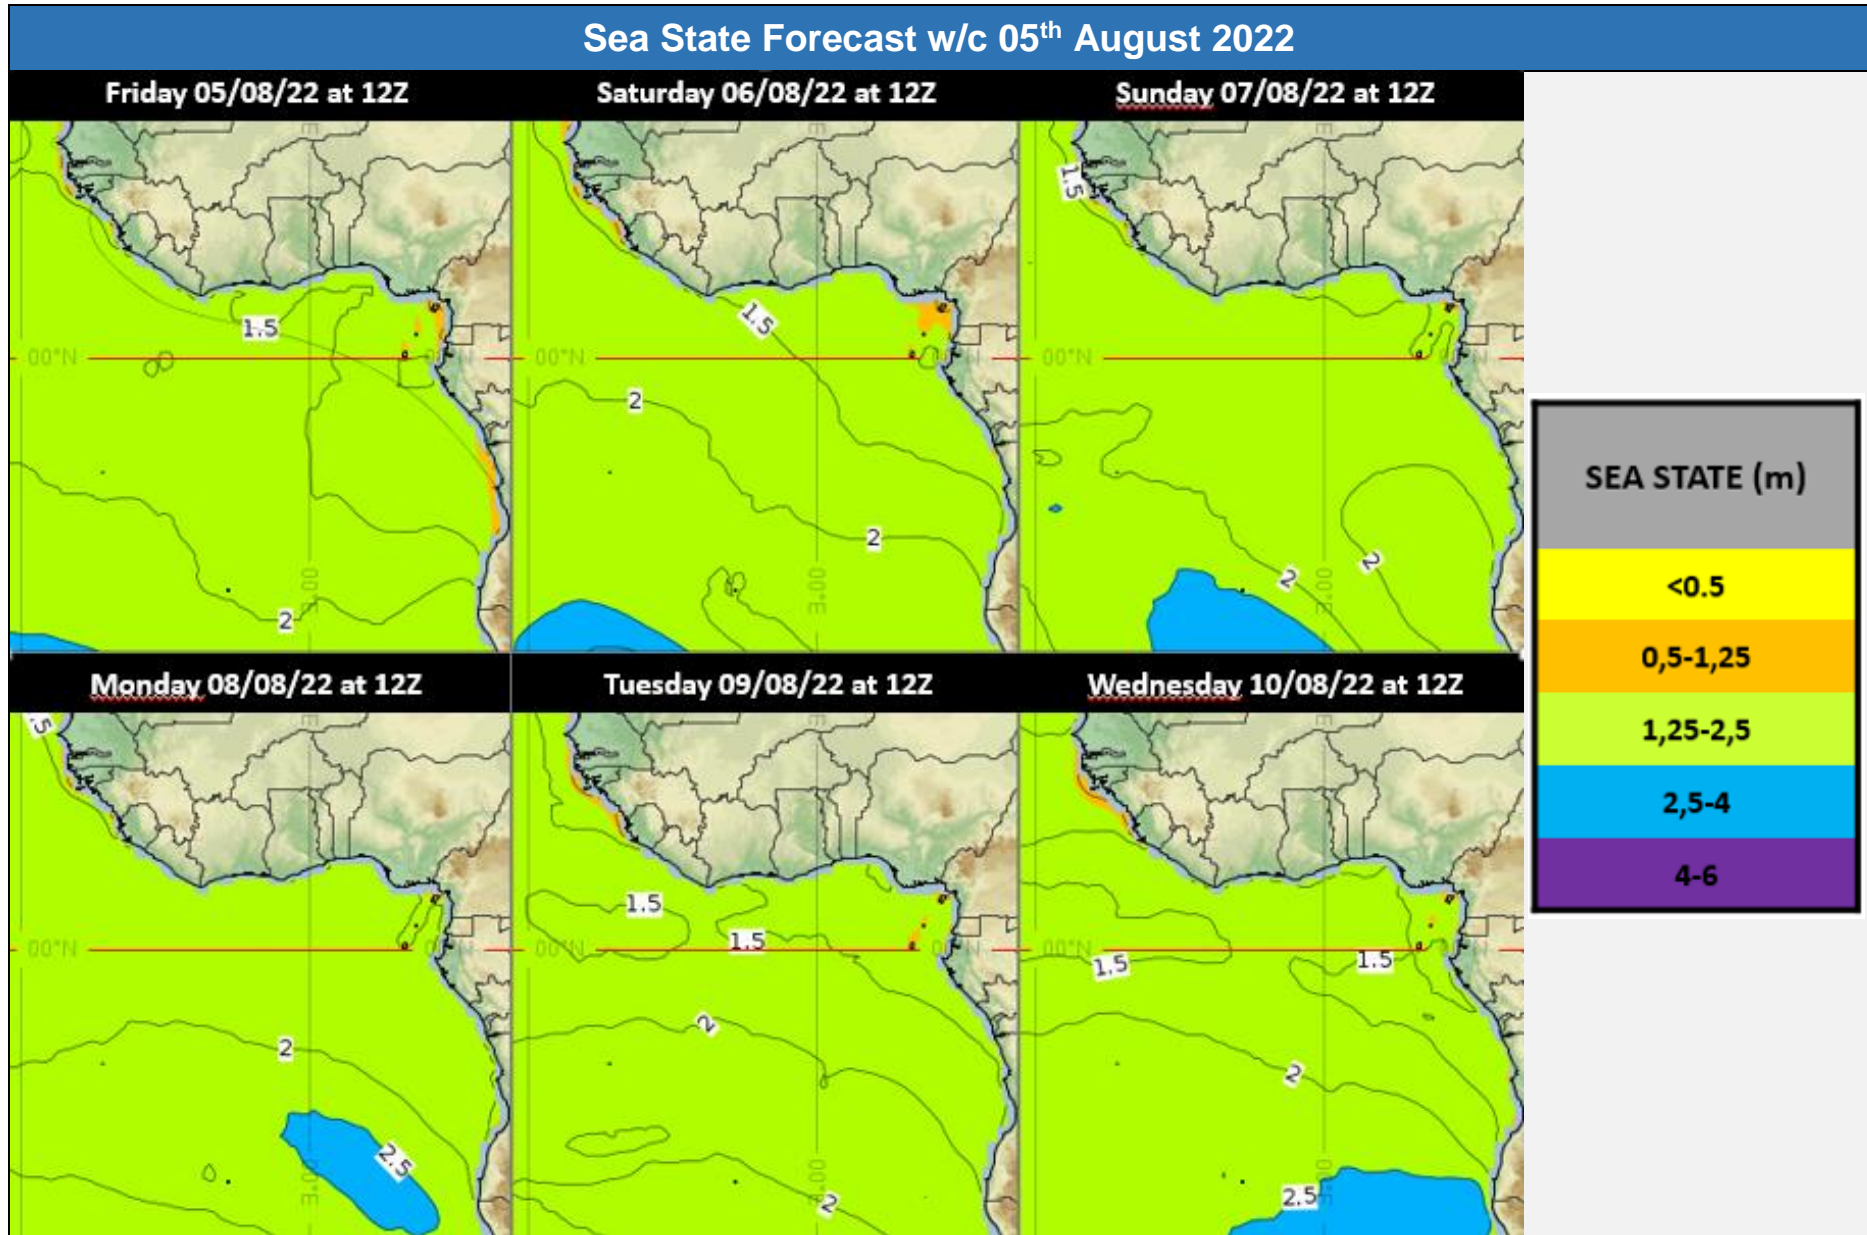 Sea State Forecast w/c 05th August 2022
Friday 05/08/22 at 12Z
Saturday 06/08/22 at 12Z
Sunday 07/08/22 at 12Z
1.5
00°N
2
1.5
00°N
2
2
1.5
00°N
2
2
Monday 08/08/22 at 12Z
Tuesday 09/08/22 at 12Z
Wednesday 10/08/22 at 12Z
.5
00°N
2
2.5
1.5
1.5
00°N
2
2
00°N
1.5
1.5
2
2.5
SEA STATE (m)
<0.5
0,5-1,25
1,25-2,5
2,5-4
4-6